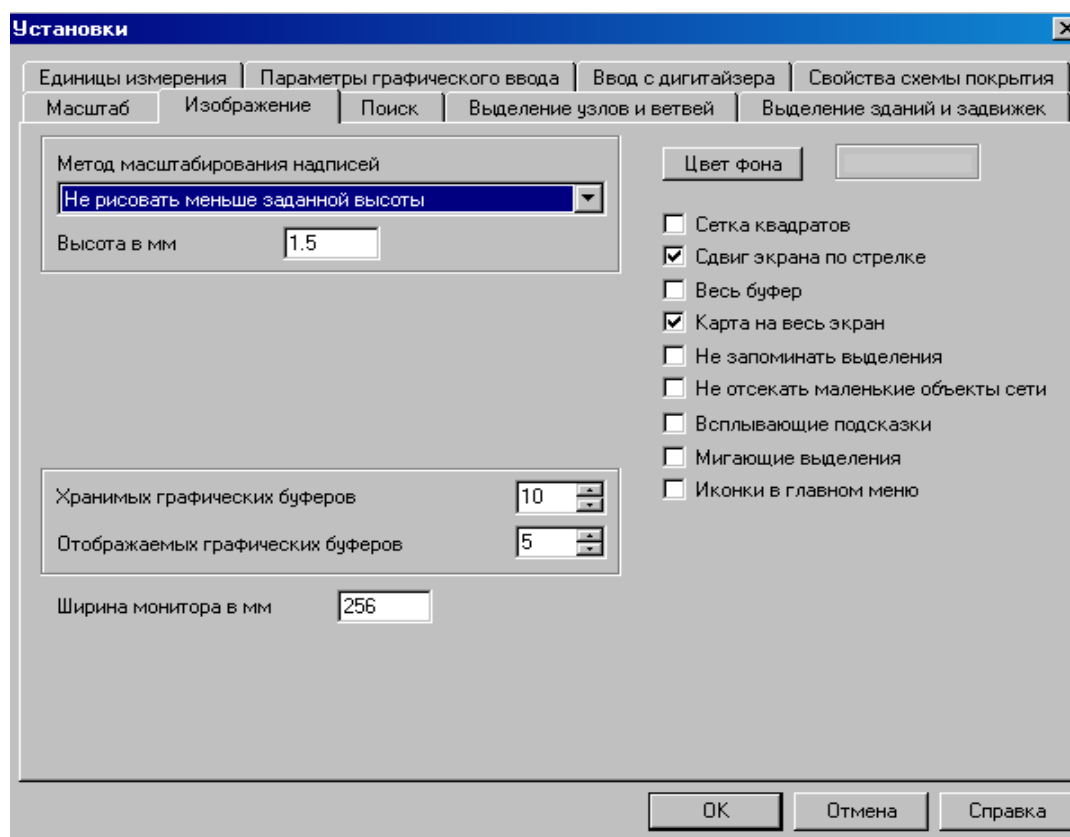 Установки
Единицы измерения
Параметры графического ввода
Ввод с дигитайзера
Свойства схемы покрытия
Масштаб
Изображение
Поиск
Выделение узлов и ветвей
Выделение зданий и задвижек
Метод масштабирования надписей
Не рисовать меньше заданной высоты
Высота в мм
1.5
Цвет фона
Сетка квадратов
Сдвиг экрана по стрелке
Весь буфер
Карта на весь экран
Не запоминать выделения
Не отсекать маленькие объекты сети
Всплывающие подсказки
Мигающие выделения
Иконки в главном меню
Хранимых графических буферов
10
Отображаемых графических буферов
5
Ширина монитора в мм
256
OK
Отмена
Справка